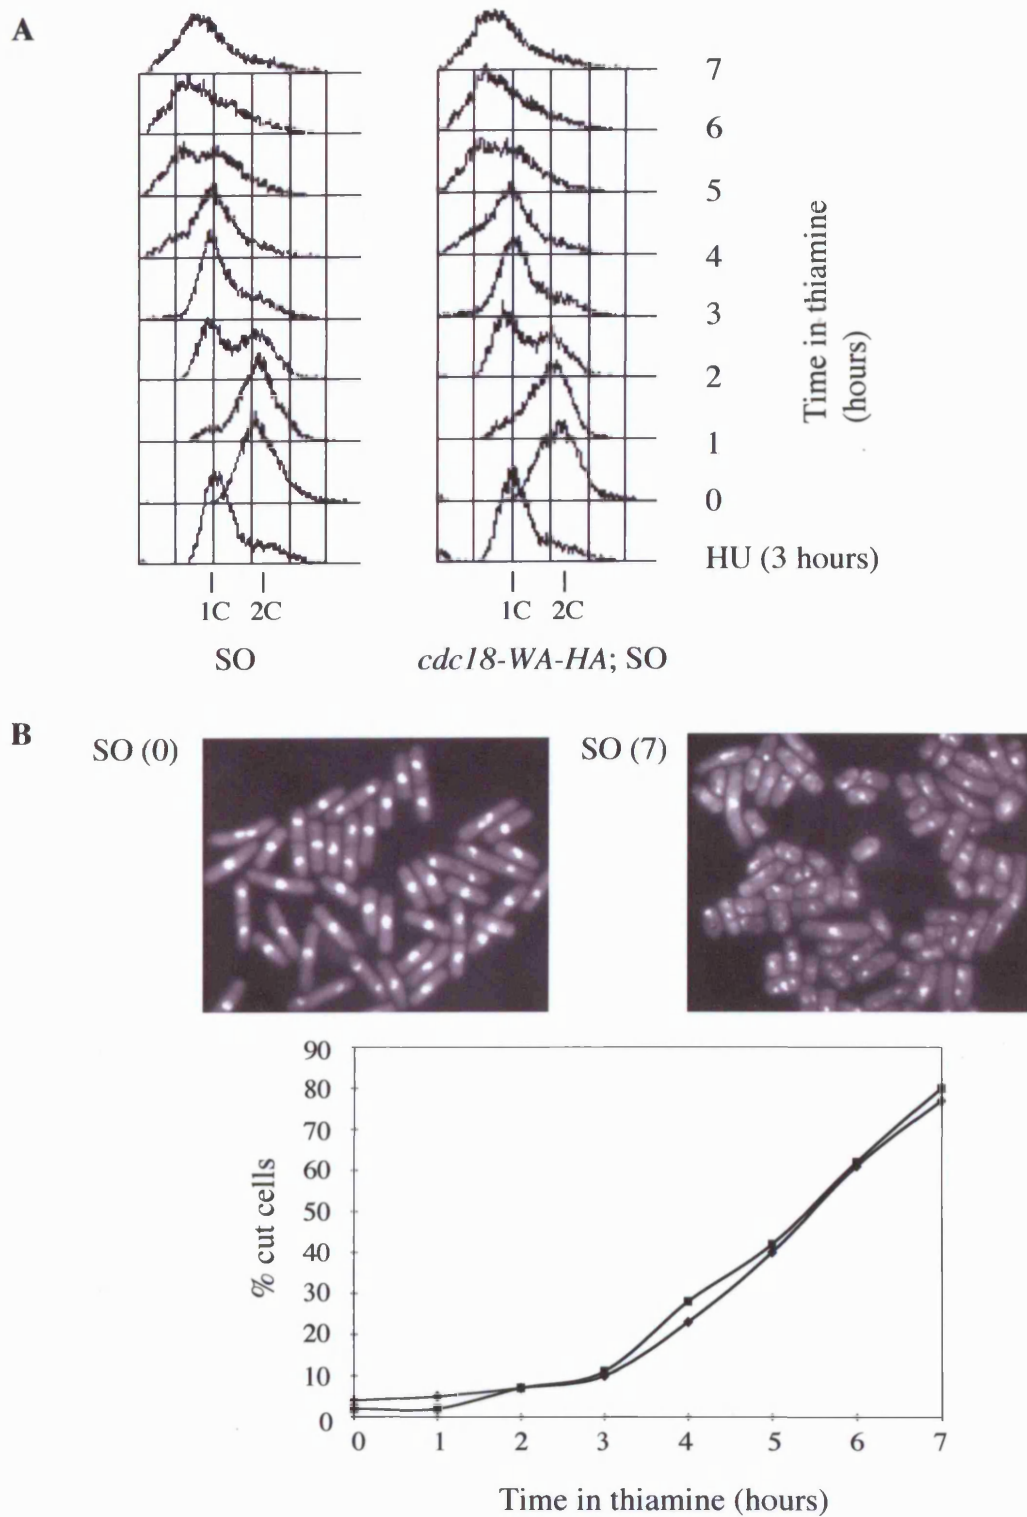 A
7
6
5
4
3
2
1
0
HU (3 hours)
Time in thiamine
(hours)
1C 2C
1C 2C
SO
cdc18-WA-HA; SO
B
SO (0)
SO (7)
90
80
70
60
50
40
30
20
10
0
% cut cells
0 1 2 3 4 5 6 7
Time in thiamine (hours)